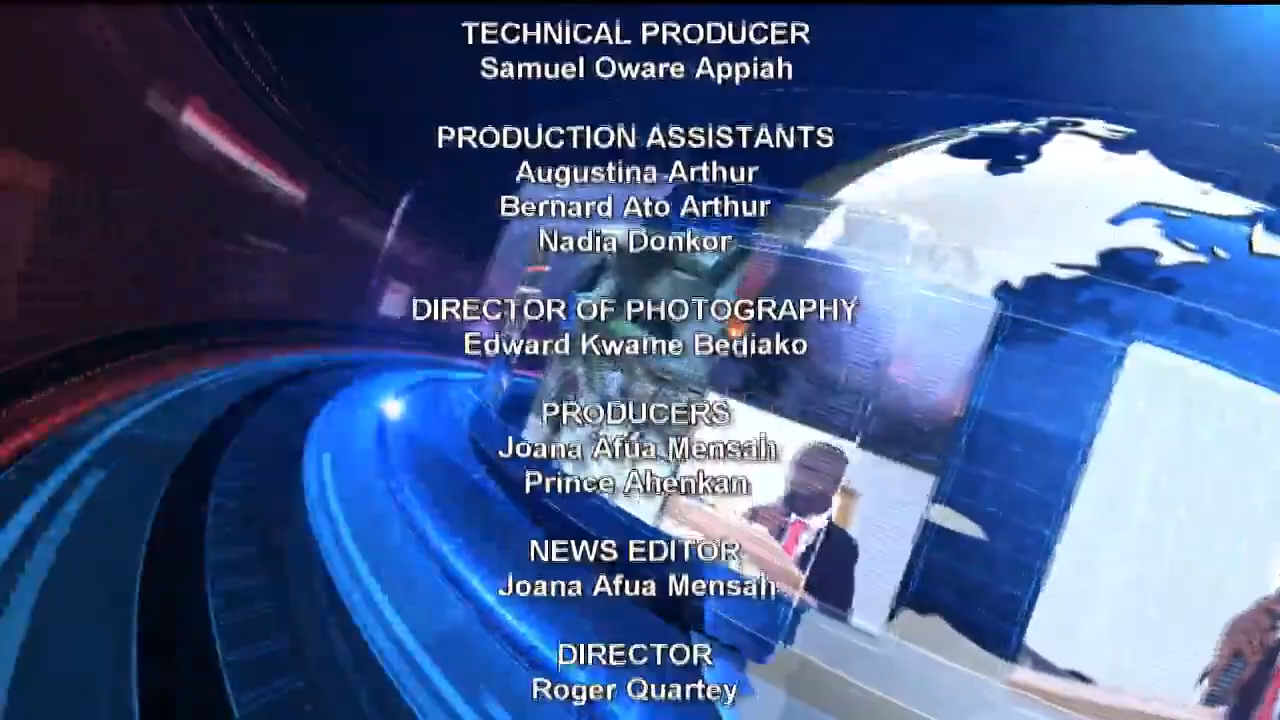 TECHNICAL PRODUCER
Samuel Oware Appiah
PRODUCTION ASSISTANTS
Augustina Arthur
Bernard Ato Arthur
Nadia Donkor
DIRECTOR OF PHOTOGRAPHY
Edward Kwame Bediako
PRODUCERS
Joana Afua Mensah
Prince Ahenkan
NEWS EDITOR
Joana Afua Mensah
DIRECTOR
Roger Quartey